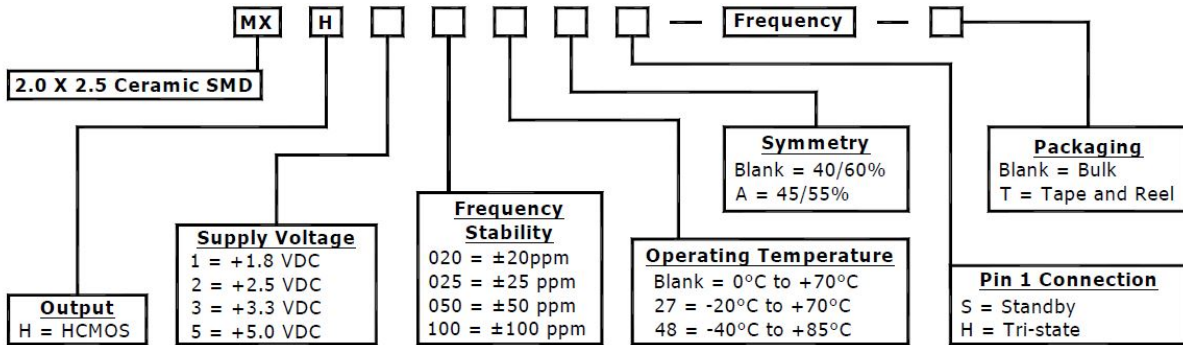 MX H — Frequency —
2.0 X 2.5 Ceramic SMD
Output
H = HCMOS
Supply Voltage
1 = +1.8 VDC
2 = +2.5 VDC
3 = +3.3 VDC
5 = +5.0 VDC
Frequency
Stability
020 = ±20ppm
025 = ±25 ppm
050 = ±50 ppm
100 = ±100 ppm
Operating Temperature
Blank = 0°C to +70°C
27 = -20°C to +70°C
48 = -40°C to +85°C
Symmetry
Blank = 40/60%
A = 45/55%
Pin 1 Connection
S = Standby
H = Tri-state
Packaging
Blank = Bulk
T = Tape and Reel